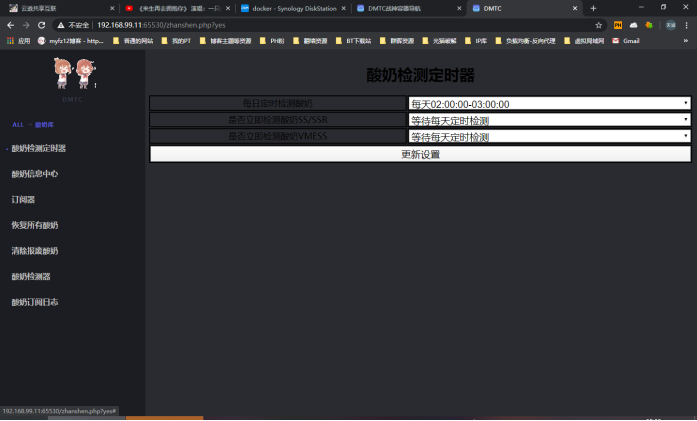 云盘共享互联
《来生再去拥抱你》 演唱：一只
docker - Synology DiskStation
DMTC战神容器导航
DMTC
不安全 | 192.168.99.11:65530/zhanshen.php?yes
应用
myfz12博客 - http...
普通的网站
我的PT
博客主题等资源
翻墙资源
BT下载站
群辉资源
光猫破解
IP库
负载均衡-反向代理
虚拟局域网
Gmail
DMTC
酸奶检测定时器
每日定时检测酸奶
每天02:00:00-03:00:00
ALL - 酸奶库
是否立即检测酸奶SS/SSR
等待每天定时检测
是否立即检测酸奶VMESS
等待每天定时检测
更新设置
- 酸奶检测定时器
酸奶信息中心
订阅器
恢复所有酸奶
清除报废酸奶
酸奶检测器
酸奶订阅日志
192.168.99.11:65530/zhanshen.php?yes#